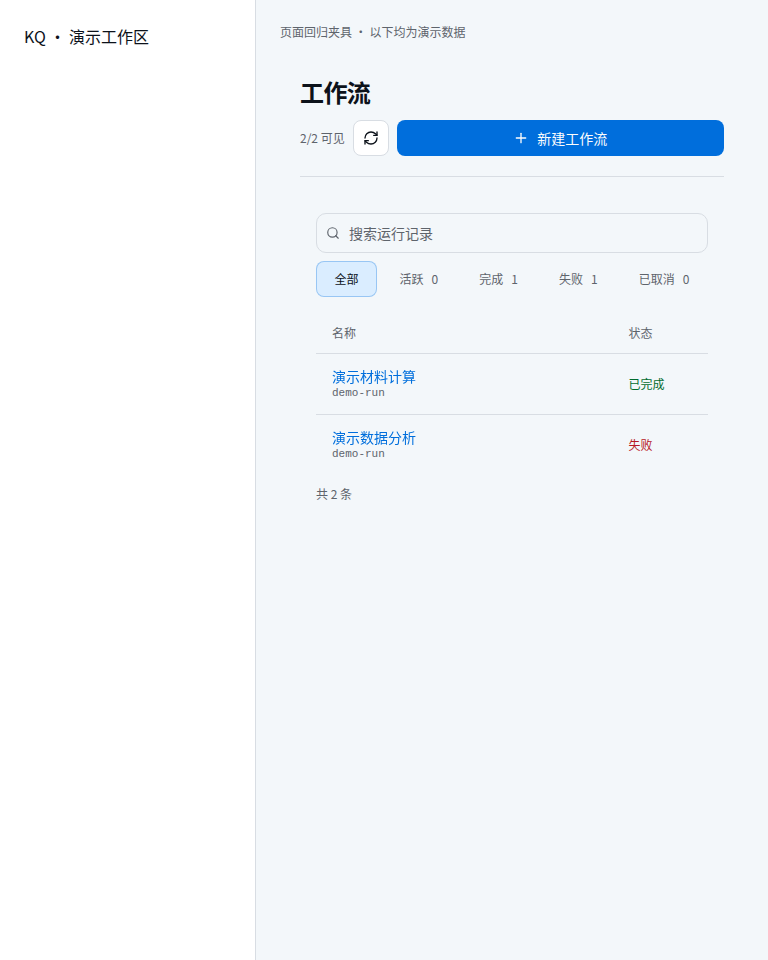 KQ · 演示工作区
页面回归夹具 · 以下均为演示数据
工作流
2/2 可见
新建工作流
搜索运行记录
全部 活跃 0 完成 1 失败 1 已取消 0
名称 状态
演示材料计算 已完成
demo-run
演示数据分析 失败
demo-run
共 2 条